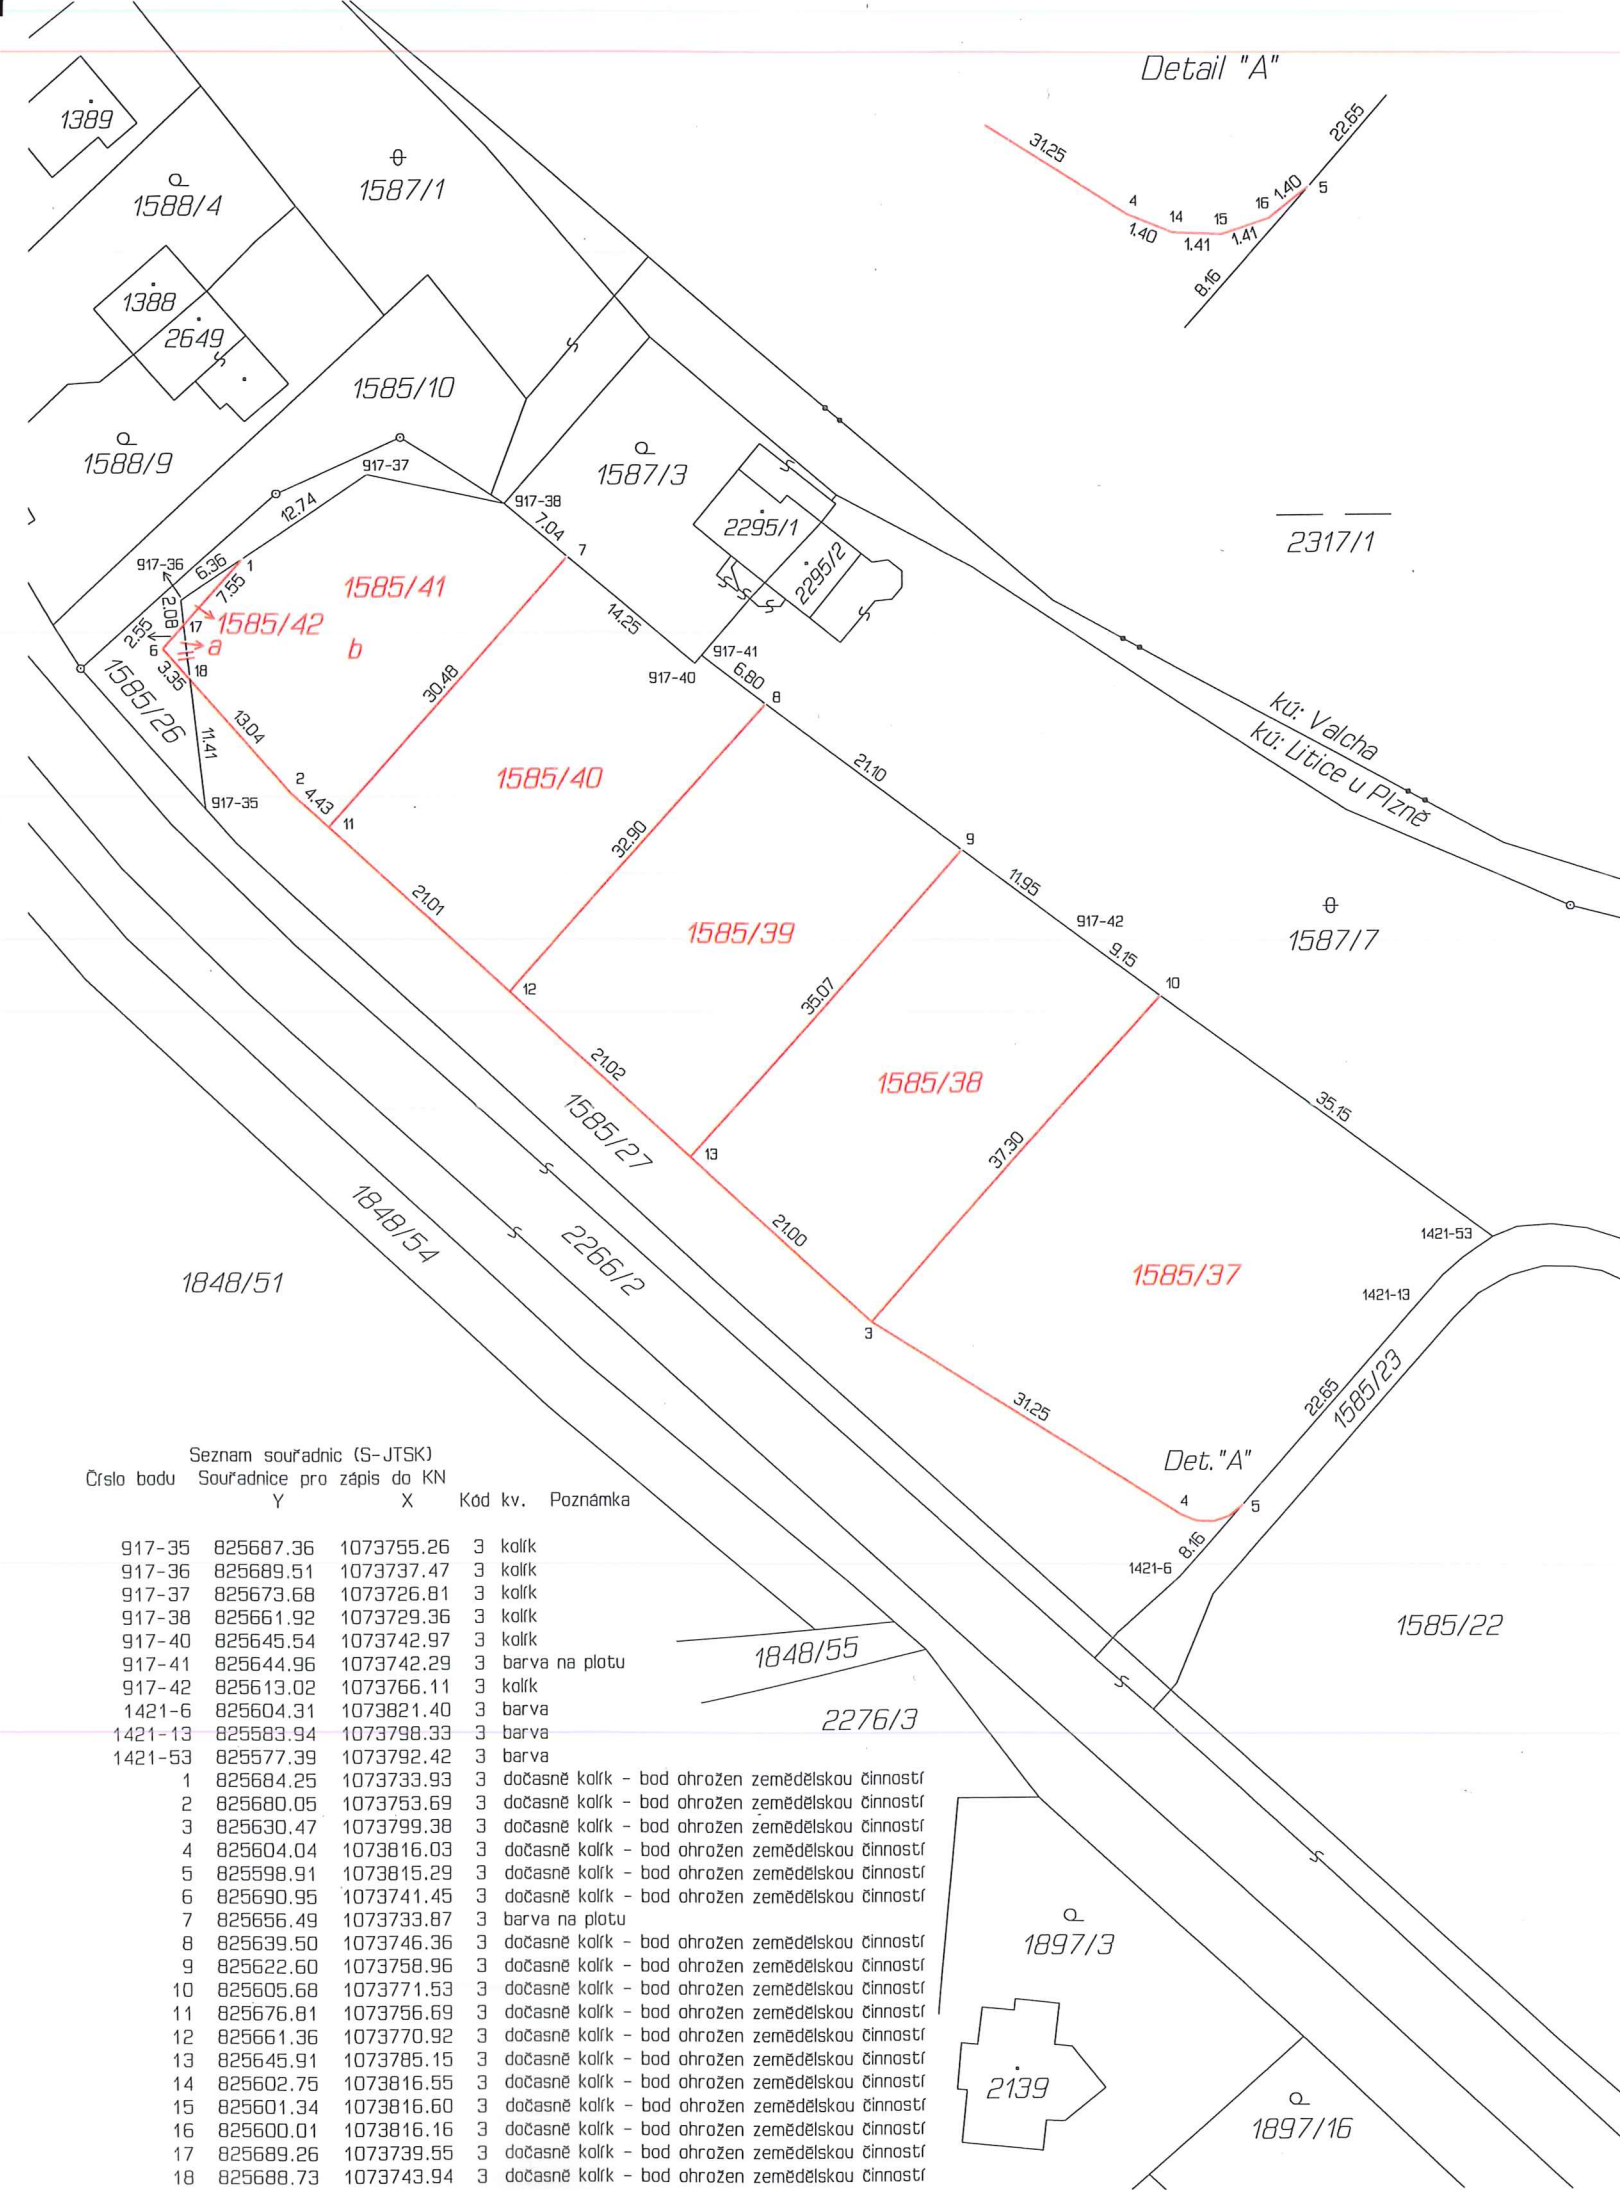 Detail "A"
31.25
22.65
4
14
15
16
1.40
5
1.40
1.41
1.41
8.16
1389
1588/4
1587/1
1388
2649
1585/10
1588/9
917-37
12.74
917-38
7.04
7
1587/3
2295/1
2295/2
2317/1
917-36
6.36
1
7.55
1585/41
2.08
1585/42
17
2.55
6
a
b
18
3.35
14.25
917-41
917-40
6.80
8
30.48
1585/26
13.04
11.41
2
4.43
917-35
11
1585/40
21.10
32.90
kú: Valcha
kú: Litice u Plzně
9
11.95
21.01
1585/39
917-42
9.15
10
1587/7
12
35.07
21.02
1585/38
1585/27
35.15
13
37.30
21.00
1848/54
2266/2
1848/51
1421-53
1585/37
1421-13
3
31.25
22.65
1585/23
Det."A"
4
5
8.16
1421-6
1585/22
1848/55
2276/3
Seznam souřadnic (S-JTSK)
Číslo bodu Souřadnice pro zápis do KN
Y X Kód kv. Poznámka
917-35 825687.36 1073755.26 3 kolík
917-36 825689.51 1073737.47 3 kolík
917-37 825673.68 1073726.81 3 kolík
917-38 825661.92 1073729.36 3 kolík
917-40 825645.54 1073742.97 3 kolík
917-41 825644.96 1073742.29 3 barva na plotu
917-42 825613.02 1073766.11 3 kolík
1421-6 825604.31 1073821.40 3 barva
1421-13 825583.94 1073798.33 3 barva
1421-53 825577.39 1073792.42 3 barva
1 825684.25 1073733.93 3 dočasně kolík - bod ohrožen zemědělskou činností
2 825680.05 1073753.69 3 dočasně kolík - bod ohrožen zemědělskou činností
3 825630.47 1073799.38 3 dočasně kolík - bod ohrožen zemědělskou činností
4 825604.04 1073816.03 3 dočasně kolík - bod ohrožen zemědělskou činností
5 825598.91 1073815.29 3 dočasně kolík - bod ohrožen zemědělskou činností
6 825690.95 1073741.45 3 dočasně kolík - bod ohrožen zemědělskou činností
7 825656.49 1073733.87 3 barva na plotu
8 825639.50 1073746.36 3 dočasně kolík - bod ohrožen zemědělskou činností
9 825622.60 1073758.96 3 dočasně kolík - bod ohrožen zemědělskou činností
10 825605.68 1073771.53 3 dočasně kolík - bod ohrožen zemědělskou činností
11 825676.81 1073756.69 3 dočasně kolík - bod ohrožen zemědělskou činností
12 825661.36 1073770.92 3 dočasně kolík - bod ohrožen zemědělskou činností
13 825645.91 1073785.15 3 dočasně kolík - bod ohrožen zemědělskou činností
14 825602.75 1073816.55 3 dočasně kolík - bod ohrožen zemědělskou činností
15 825601.34 1073816.60 3 dočasně kolík - bod ohrožen zemědělskou činností
16 825600.01 1073816.16 3 dočasně kolík - bod ohrožen zemědělskou činností
17 825689.26 1073739.55 3 dočasně kolík - bod ohrožen zemědělskou činností
18 825688.73 1073743.94 3 dočasně kolík - bod ohrožen zemědělskou činností
1897/3
2139
1897/16